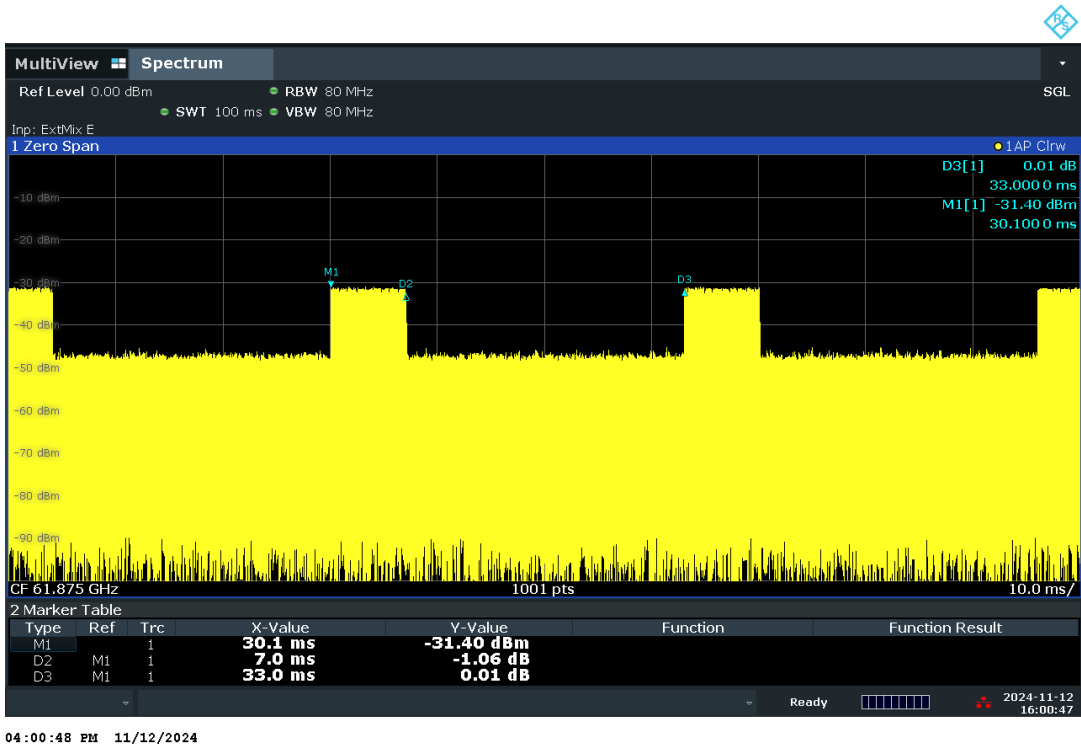 R&S
MultiView Spectrum
Ref Level 0.00 dBm RBW 80 MHz SGL
SWT 100 ms VBW 80 MHz
Inp: ExtMix E
1 Zero Span 1AP Clrw
D3[1] 0.01 dB
33.0000 ms
M1[1] -31.40 dBm
30.1000 ms
-10 dBm
-20 dBm
M1
-30 dBm D2 D3
-40 dBm
-50 dBm
-60 dBm
-70 dBm
-80 dBm
-90 dBm
CF 61.875 GHz 1001 pts 10.0 ms/
2 Marker Table
Type Ref Trc X-Value Y-Value Function Function Result
M1 1 30.1 ms -31.40 dBm
D2 M1 1 7.0 ms -1.06 dB
D3 M1 1 33.0 ms 0.01 dB
Ready 2024-11-12
16:00:47
04:00:48 PM 11/12/2024